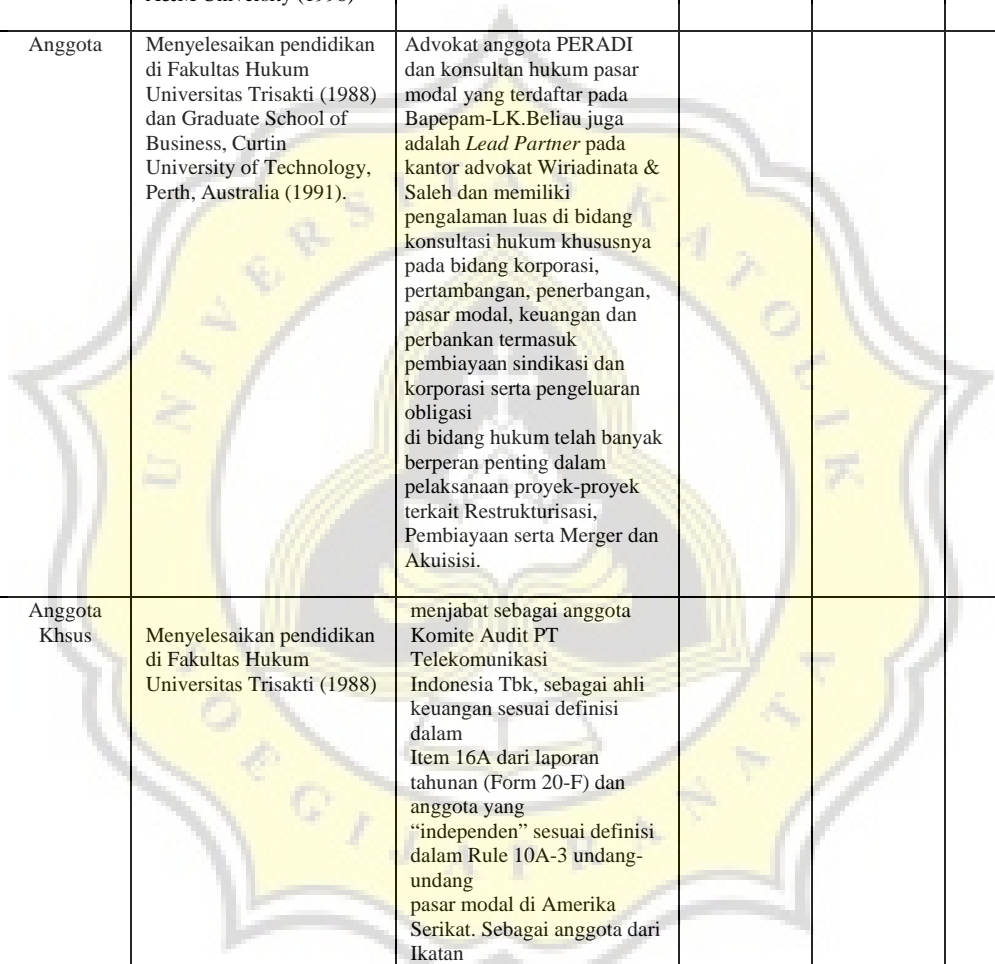 Anggota
Menyelesaikan pendidikan
di Fakultas Hukum
Universitas Trisakti (1988)
dan Graduate School of
Business, Curtin
University of Technology,
Perth, Australia (1991).
Advokat anggota PERADI
dan konsultan hukum pasar
modal yang terdaftar pada
Bapepam-LK.Beliau juga
adalah Lead Partner pada
kantor advokat Wiriadinata &
Saleh dan memiliki
pengalaman luas di bidang
konsultasi hukum khususnya
pada bidang korporasi,
pertambangan, penerbangan,
pasar modal, keuangan dan
perbankan termasuk
pembiayaan sindikasi dan
korporasi serta pengeluaran
obligasi
di bidang hukum telah banyak
berperan penting dalam
pelaksanaan proyek-proyek
terkait Restrukturisasi,
Pembiayaan serta Merger dan
Akuisisi.
Anggota
Khsus
Menyelesaikan pendidikan
di Fakultas Hukum
Universitas Trisakti (1988)
menjabat sebagai anggota
Komite Audit PT
Telekomunikasi
Indonesia Tbk, sebagai ahli
keuangan sesuai definisi
dalam
Item 16A dari laporan
tahunan (Form 20-F) dan
anggota yang
“independen” sesuai definisi
dalam Rule 10A-3 undang-
undang
pasar modal di Amerika
Serikat. Sebagai anggota dari
Ikatan
UNIVERSITAS KATOLIK
SOEGIJAPRANATA